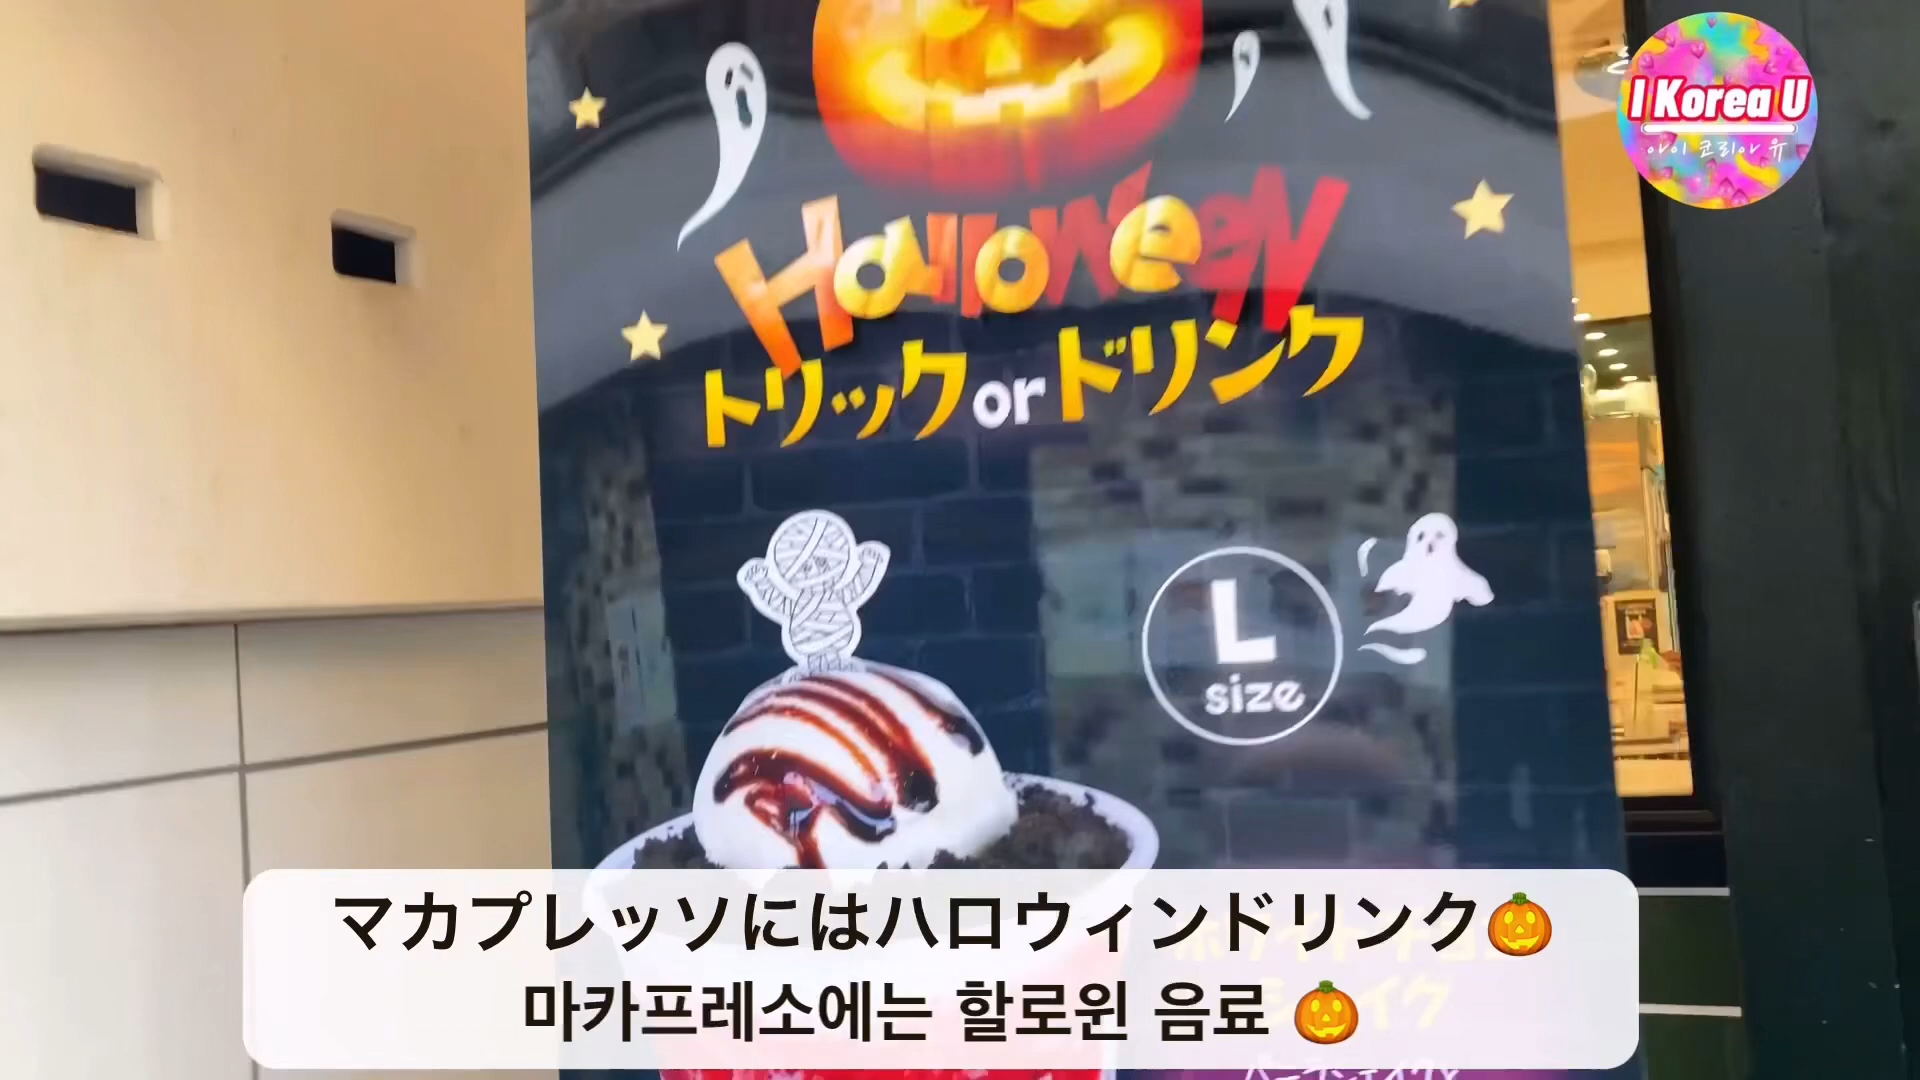 I Korea U
아이 코리아 유
Halloween
トリックorドリンク
L
size
マカプレッソにはハロウィンドリンク🎃
마카프레소에는 할로윈 음료 🎃